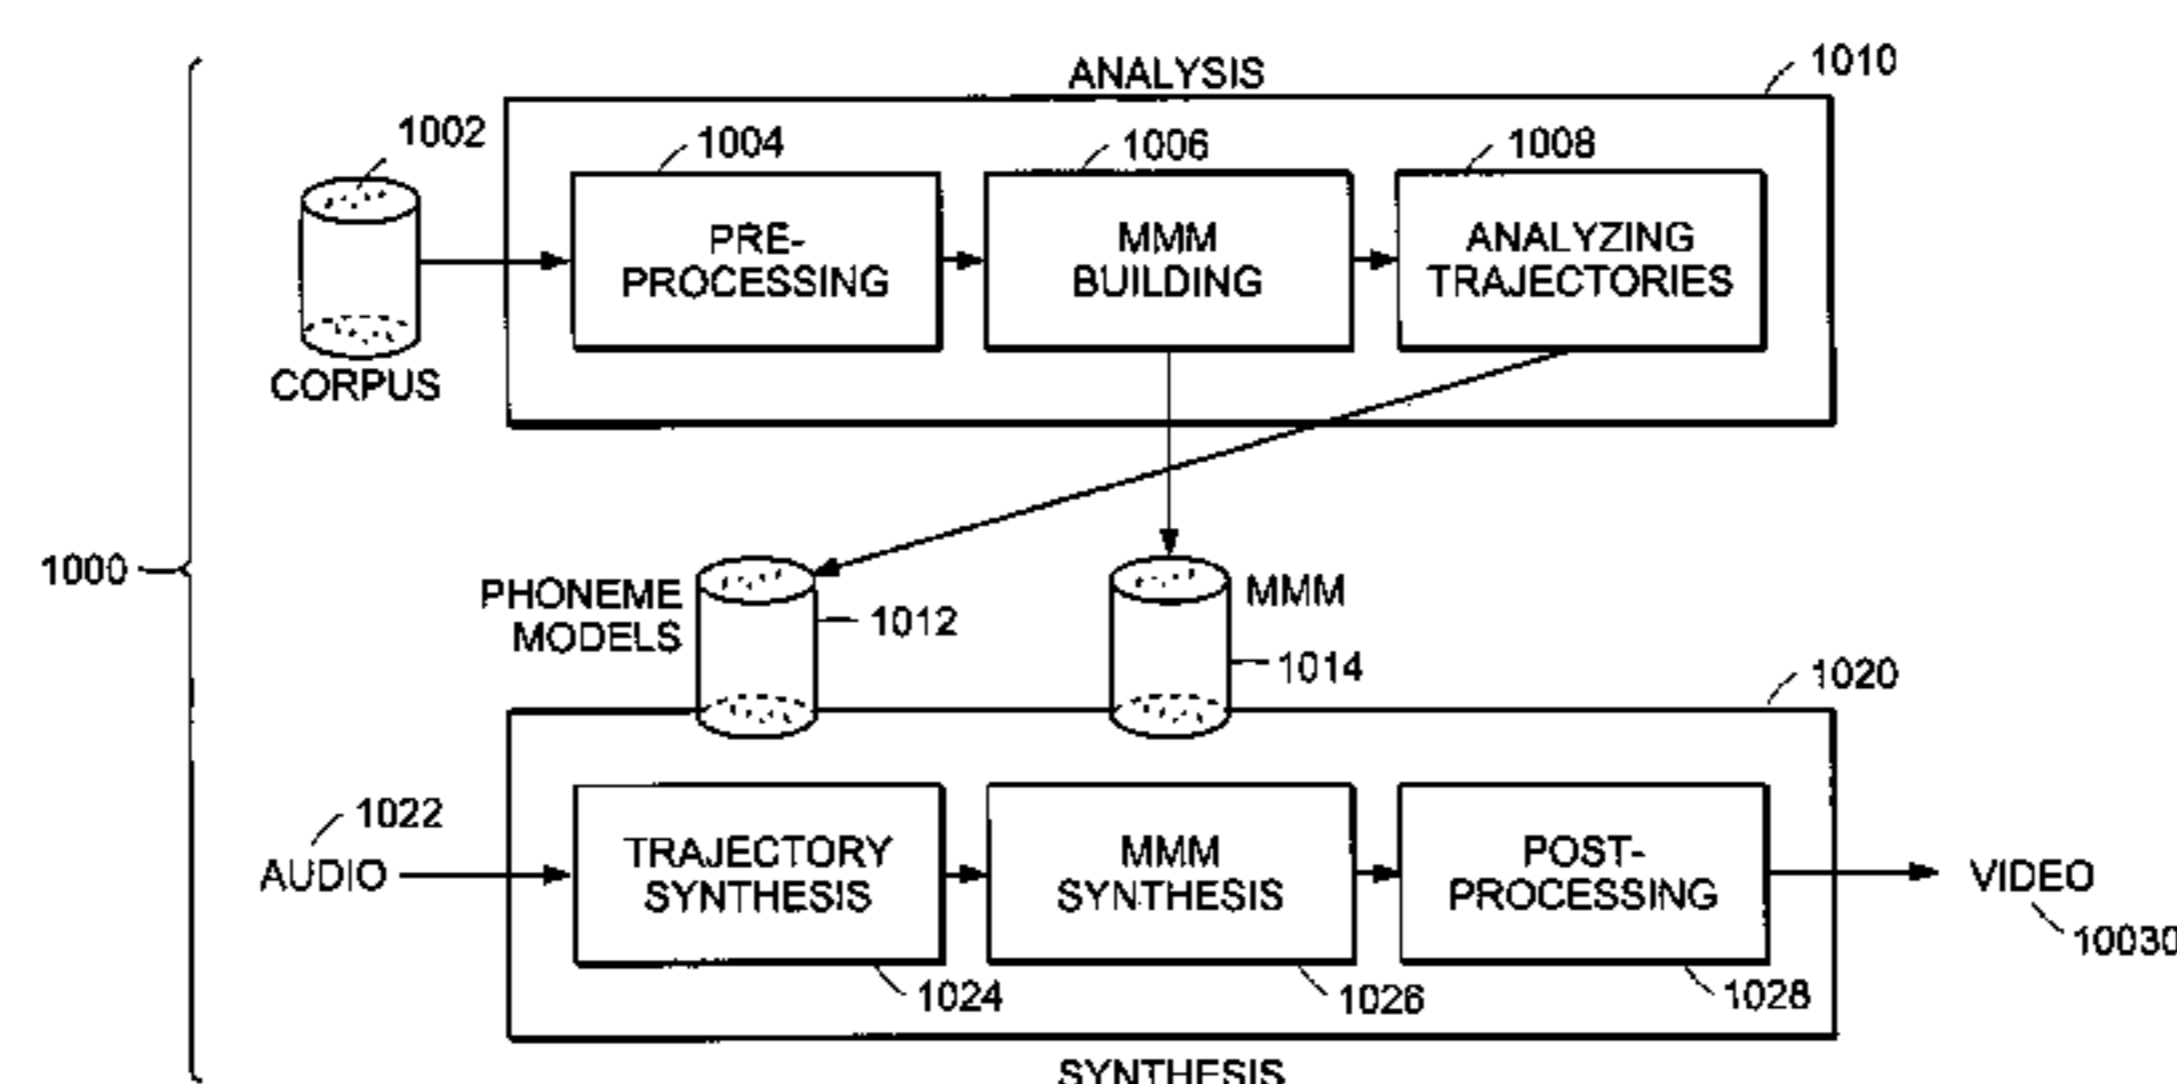 ANALYSIS
1010
1002
1004
1006
1008
PRE-
PROCESSING
MMM
BUILDING
ANALYZING
TRAJECTORIES
CORPUS
1000
PHONEME
MODELS
1012
MMM
1014
1020
1022
AUDIO
TRAJECTORY
SYNTHESIS
MMM
SYNTHESIS
POST-
PROCESSING
VIDEO
10030
1024
1026
1028
SYNTHESIS